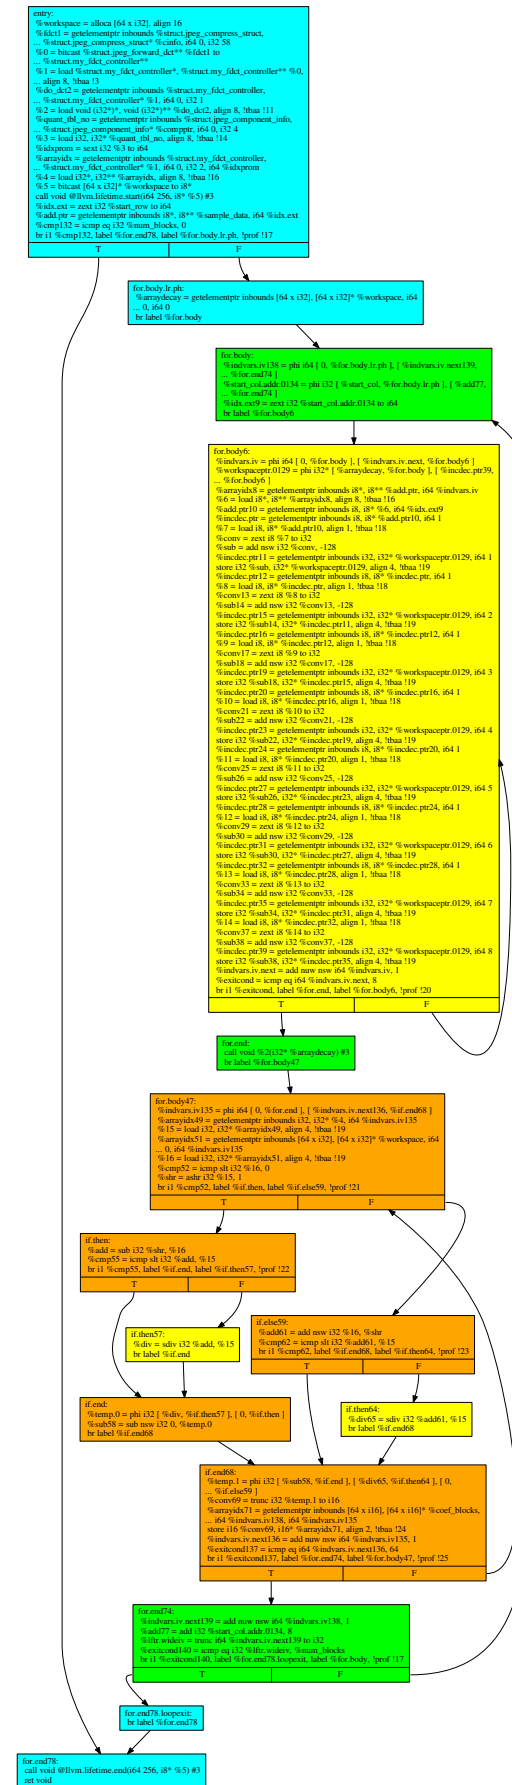 entry:
%workspace = alloca [64 x i32], align 16
%fdct1 = getelementptr inbounds %struct.jpeg_compress_struct,
... %struct.jpeg_compress_struct* %cinfo, i64 0, i32 58
%0 = bitcast %struct.jpeg_forward_dct** %fdct1 to
... %struct.my_fdct_controller**
%1 = load %struct.my_fdct_controller*, %struct.my_fdct_controller** %0,
... align 8, !tbaa !3
%do_dct2 = getelementptr inbounds %struct.my_fdct_controller,
... %struct.my_fdct_controller* %1, i64 0, i32 1
%2 = load void (i32*)*, void (i32*)** %do_dct2, align 8, !tbaa !11
%quant_tbl_no = getelementptr inbounds %struct.jpeg_component_info,
... %struct.jpeg_component_info* %compptr, i64 0, i32 4
%3 = load i32, i32* %quant_tbl_no, align 8, !tbaa !14
%idxprom = sext i32 %3 to i64
%arrayidx = getelementptr inbounds %struct.my_fdct_controller,
... %struct.my_fdct_controller* %1, i64 0, i32 2, i64 %idxprom
%4 = load i32*, i32** %arrayidx, align 8, !tbaa !16
%5 = bitcast [64 x i32]* %workspace to i8*
call void @llvm.lifetime.start(i64 256, i8* %5) #3
%idx.ext = zext i32 %start_row to i64
%add.ptr = getelementptr inbounds i8*, i8** %sample_data, i64 %idx.ext
%cmp132 = icmp eq i32 %num_blocks, 0
br i1 %cmp132, label %for.end78, label %for.body.lr.ph, !prof !17
T F
for.body.lr.ph:
%arraydecay = getelementptr inbounds [64 x i32], [64 x i32]* %workspace, i64
... 0, i64 0
br label %for.body
for.body:
%indvars.iv138 = phi i64 [ 0, %for.body.lr.ph ], [ %indvars.iv.next139,
... %for.end74 ]
%start_col.addr.0134 = phi i32 [ %start_col, %for.body.lr.ph ], [ %add77,
... %for.end74 ]
%idx.ext9 = zext i32 %start_col.addr.0134 to i64
br label %for.body6
for.body6:
%indvars.iv = phi i64 [ 0, %for.body ], [ %indvars.iv.next, %for.body6 ]
%workspaceptr.0129 = phi i32* [ %arraydecay, %for.body ], [ %incdec.ptr39,
... %for.body6 ]
%arrayidx8 = getelementptr inbounds i8*, i8** %add.ptr, i64 %indvars.iv
%6 = load i8*, i8** %arrayidx8, align 8, !tbaa !16
%add.ptr10 = getelementptr inbounds i8, i8* %6, i64 %idx.ext9
%incdec.ptr = getelementptr inbounds i8, i8* %add.ptr10, i64 1
%7 = load i8, i8* %add.ptr10, align 1, !tbaa !18
%conv = zext i8 %7 to i32
%sub = add nsw i32 %conv, -128
%incdec.ptr11 = getelementptr inbounds i32, i32* %workspaceptr.0129, i64 1
store i32 %sub, i32* %workspaceptr.0129, align 4, !tbaa !19
%incdec.ptr12 = getelementptr inbounds i8, i8* %incdec.ptr, i64 1
%8 = load i8, i8* %incdec.ptr, align 1, !tbaa !18
%conv13 = zext i8 %8 to i32
%sub14 = add nsw i32 %conv13, -128
%incdec.ptr15 = getelementptr inbounds i32, i32* %workspaceptr.0129, i64 2
store i32 %sub14, i32* %incdec.ptr11, align 4, !tbaa !19
%incdec.ptr16 = getelementptr inbounds i8, i8* %incdec.ptr12, i64 1
%9 = load i8, i8* %incdec.ptr12, align 1, !tbaa !18
%conv17 = zext i8 %9 to i32
%sub18 = add nsw i32 %conv17, -128
%incdec.ptr19 = getelementptr inbounds i32, i32* %workspaceptr.0129, i64 3
store i32 %sub18, i32* %incdec.ptr15, align 4, !tbaa !19
%incdec.ptr20 = getelementptr inbounds i8, i8* %incdec.ptr16, i64 1
%10 = load i8, i8* %incdec.ptr16, align 1, !tbaa !18
%conv21 = zext i8 %10 to i32
%sub22 = add nsw i32 %conv21, -128
%incdec.ptr23 = getelementptr inbounds i32, i32* %workspaceptr.0129, i64 4
store i32 %sub22, i32* %incdec.ptr19, align 4, !tbaa !19
%incdec.ptr24 = getelementptr inbounds i8, i8* %incdec.ptr20, i64 1
%11 = load i8, i8* %incdec.ptr20, align 1, !tbaa !18
%conv25 = zext i8 %11 to i32
%sub26 = add nsw i32 %conv25, -128
%incdec.ptr27 = getelementptr inbounds i32, i32* %workspaceptr.0129, i64 5
store i32 %sub26, i32* %incdec.ptr23, align 4, !tbaa !19
%incdec.ptr28 = getelementptr inbounds i8, i8* %incdec.ptr24, i64 1
%12 = load i8, i8* %incdec.ptr24, align 1, !tbaa !18
%conv29 = zext i8 %12 to i32
%sub30 = add nsw i32 %conv29, -128
%incdec.ptr31 = getelementptr inbounds i32, i32* %workspaceptr.0129, i64 6
store i32 %sub30, i32* %incdec.ptr27, align 4, !tbaa !19
%incdec.ptr32 = getelementptr inbounds i8, i8* %incdec.ptr28, i64 1
%13 = load i8, i8* %incdec.ptr28, align 1, !tbaa !18
%conv33 = zext i8 %13 to i32
%sub34 = add nsw i32 %conv33, -128
%incdec.ptr35 = getelementptr inbounds i32, i32* %workspaceptr.0129, i64 7
store i32 %sub34, i32* %incdec.ptr31, align 4, !tbaa !19
%14 = load i8, i8* %incdec.ptr32, align 1, !tbaa !18
%conv37 = zext i8 %14 to i32
%sub38 = add nsw i32 %conv37, -128
%incdec.ptr39 = getelementptr inbounds i32, i32* %workspaceptr.0129, i64 8
store i32 %sub38, i32* %incdec.ptr35, align 4, !tbaa !19
%indvars.iv.next = add nuw nsw i64 %indvars.iv, 1
%exitcond = icmp eq i64 %indvars.iv.next, 8
br i1 %exitcond, label %for.end, label %for.body6, !prof !20
T F
for.end:
call void %2(i32* %arraydecay) #3
br label %for.body47
for.body47:
%indvars.iv135 = phi i64 [ 0, %for.end ], [ %indvars.iv.next136, %if.end68 ]
%arrayidx49 = getelementptr inbounds i32, i32* %4, i64 %indvars.iv135
%15 = load i32, i32* %arrayidx49, align 4, !tbaa !19
%arrayidx51 = getelementptr inbounds [64 x i32], [64 x i32]* %workspace, i64
... 0, i64 %indvars.iv135
%16 = load i32, i32* %arrayidx51, align 4, !tbaa !19
%cmp52 = icmp slt i32 %16, 0
%shr = ashr i32 %15, 1
br i1 %cmp52, label %if.then, label %if.else59, !prof !21
T F
if.then:
%add = sub i32 %shr, %16
%cmp55 = icmp slt i32 %add, %15
br i1 %cmp55, label %if.end, label %if.then57, !prof !22
T F
if.else59:
%add61 = add nsw i32 %16, %shr
%cmp62 = icmp slt i32 %add61, %15
br i1 %cmp62, label %if.end68, label %if.then64, !prof !23
T F
if.then57:
%div = sdiv i32 %add, %15
br label %if.end
if.end:
%temp.0 = phi i32 [ %div, %if.then57 ], [ 0, %if.then ]
%sub58 = sub nsw i32 0, %temp.0
br label %if.end68
if.then64:
%div65 = sdiv i32 %add61, %15
br label %if.end68
if.end68:
%temp.1 = phi i32 [ %sub58, %if.end ], [ %div65, %if.then64 ], [ 0,
... %if.else59 ]
%conv69 = trunc i32 %temp.1 to i16
%arrayidx71 = getelementptr inbounds [64 x i16], [64 x i16]* %coef_blocks,
... i64 %indvars.iv138, i64 %indvars.iv135
store i16 %conv69, i16* %arrayidx71, align 2, !tbaa !24
%indvars.iv.next136 = add nuw nsw i64 %indvars.iv135, 1
%exitcond137 = icmp eq i64 %indvars.iv.next136, 64
br i1 %exitcond137, label %for.end74, label %for.body47, !prof !25
T F
for.end74:
%indvars.iv.next139 = add nuw nsw i64 %indvars.iv138, 1
%add77 = add i32 %start_col.addr.0134, 8
%lftr.wideiv = trunc i64 %indvars.iv.next139 to i32
%exitcond140 = icmp eq i32 %lftr.wideiv, %num_blocks
br i1 %exitcond140, label %for.end78.loopexit, label %for.body, !prof !17
T F
for.end78.loopexit:
br label %for.end78
for.end78:
call void @llvm.lifetime.end(i64 256, i8* %5) #3
ret void